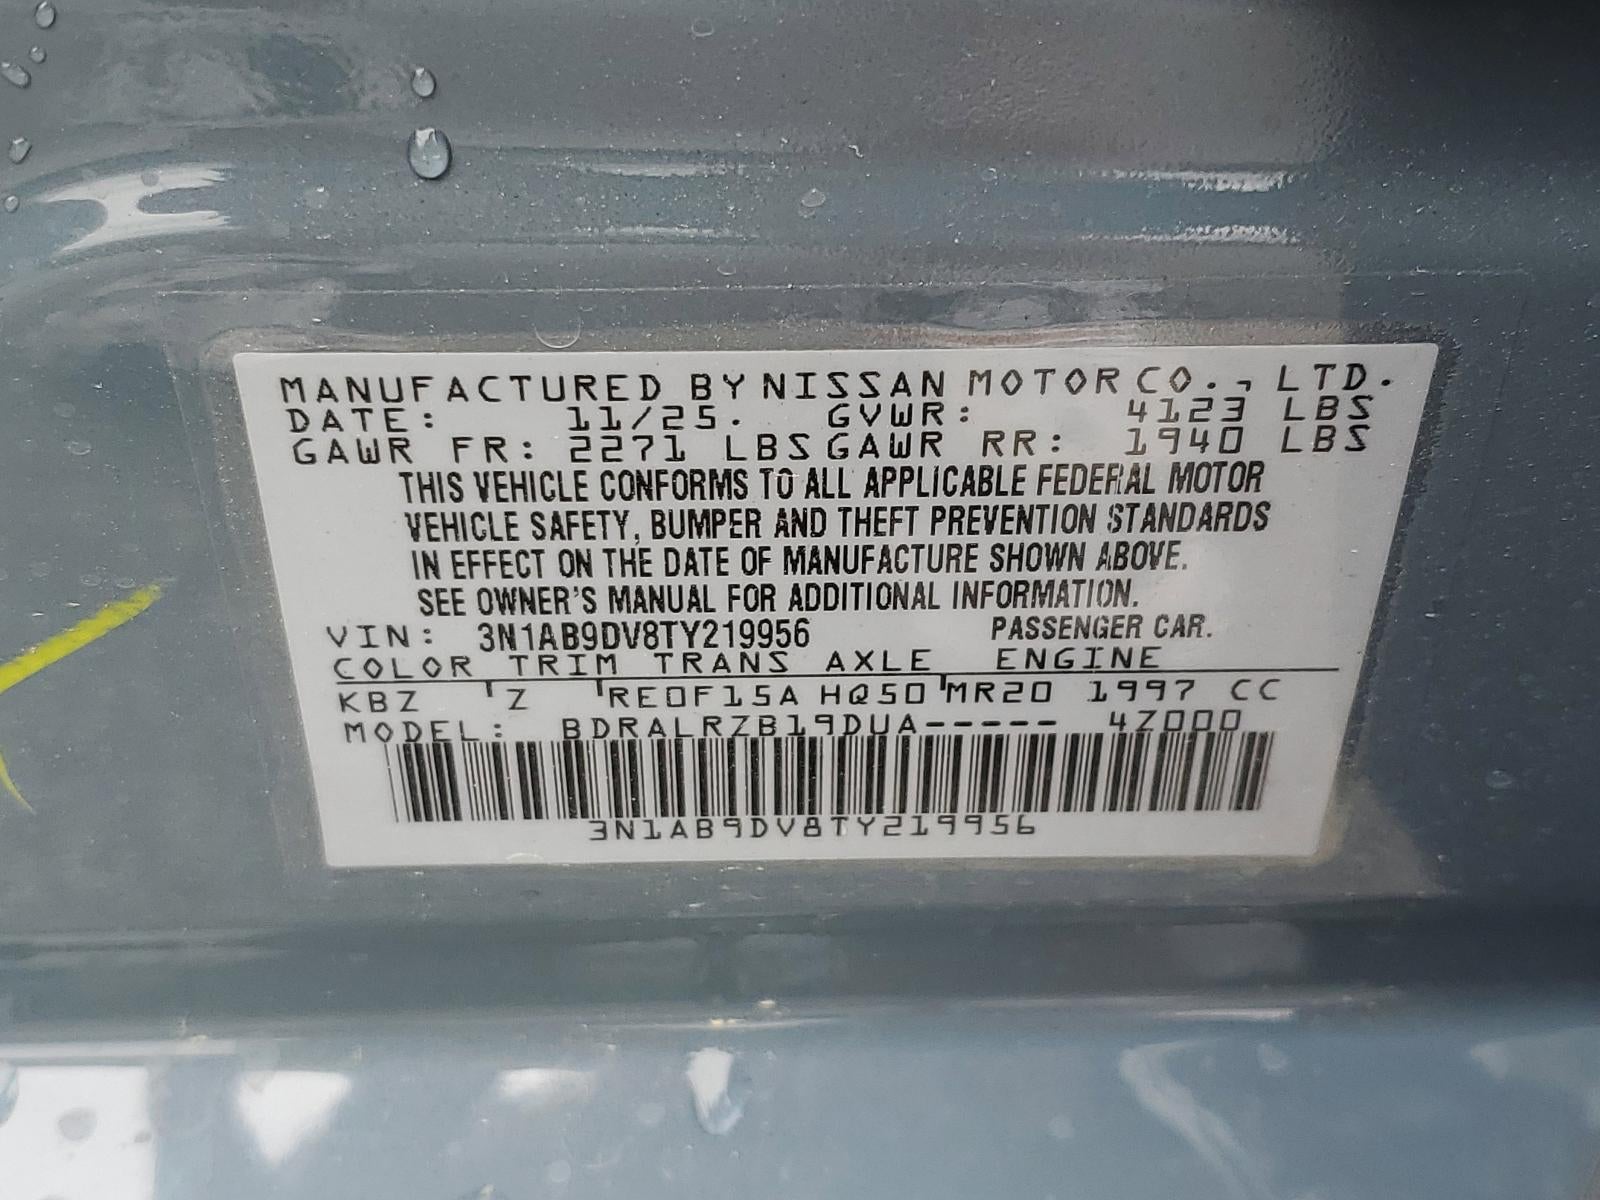 MANUFACTURED BY NISSAN MOTOR CO., LTD.
DATE: 11/25. GVWR: 4123 LBS
GAWR FR: 2271 LBS GAWR RR: 1940 LBS
THIS VEHICLE CONFORMS TO ALL APPLICABLE FEDERAL MOTOR
VEHICLE SAFETY, BUMPER AND THEFT PREVENTION STANDARDS
IN EFFECT ON THE DATE OF MANUFACTURE SHOWN ABOVE.
SEE OWNER'S MANUAL FOR ADDITIONAL INFORMATION.
VIN: 3N1AB9DV8TY219956 PASSENGER CAR.
COLOR TRIM TRANS AXLE ENGINE
KBZ Z RE0F15A HQ50 MR20 1997 CC
MODEL: BDRALRZB19DUA----- 4Z000
3N1AB9DV8TY219956